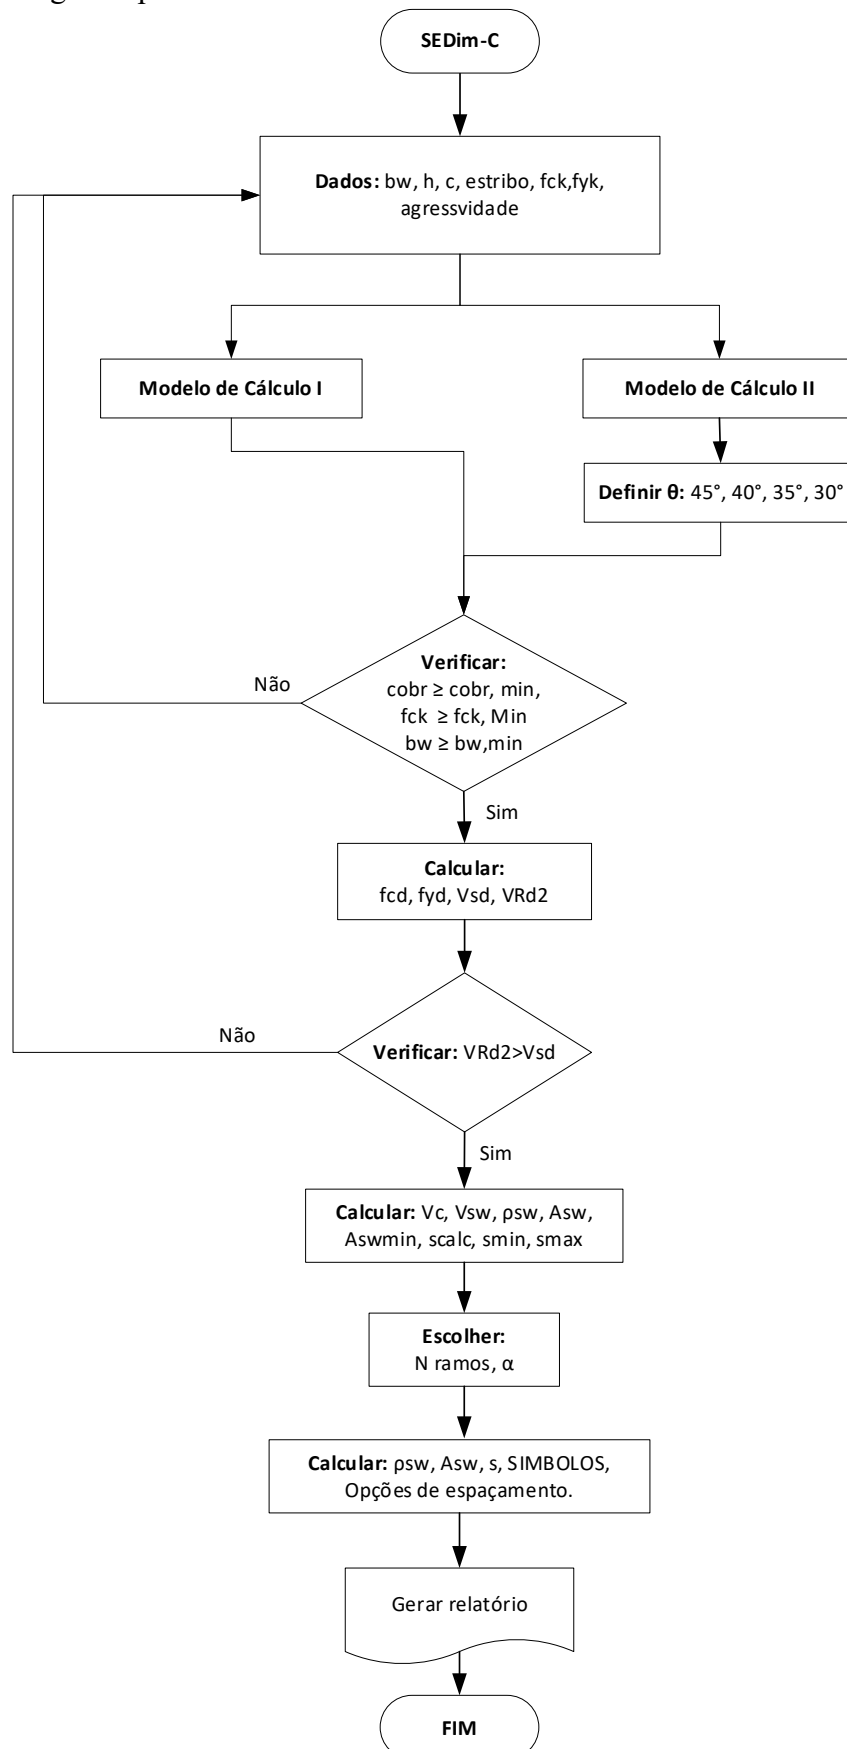 SEDim-C
Dados: bw, h, c, estribo, fck,fyk,
agressvidade
Modelo de Cálculo I
Modelo de Cálculo II
Definir θ: 45°, 40°, 35°, 30°
Verificar:
cobr ≥ cobr, min,
fck ≥ fck, Min
bw ≥ bw,min
Não
Sim
Calcular:
fcd, fyd, Vsd, VRd2
Não
Verificar: VRd2>Vsd
Sim
Calcular: Vc, Vsw, ρsw, Asw,
Aswmin, scalc, smin, smax
Escolher:
N ramos, α
Calcular: ρsw, Asw, s, SIMBOLOS,
Opções de espaçamento.
Gerar relatório
FIM